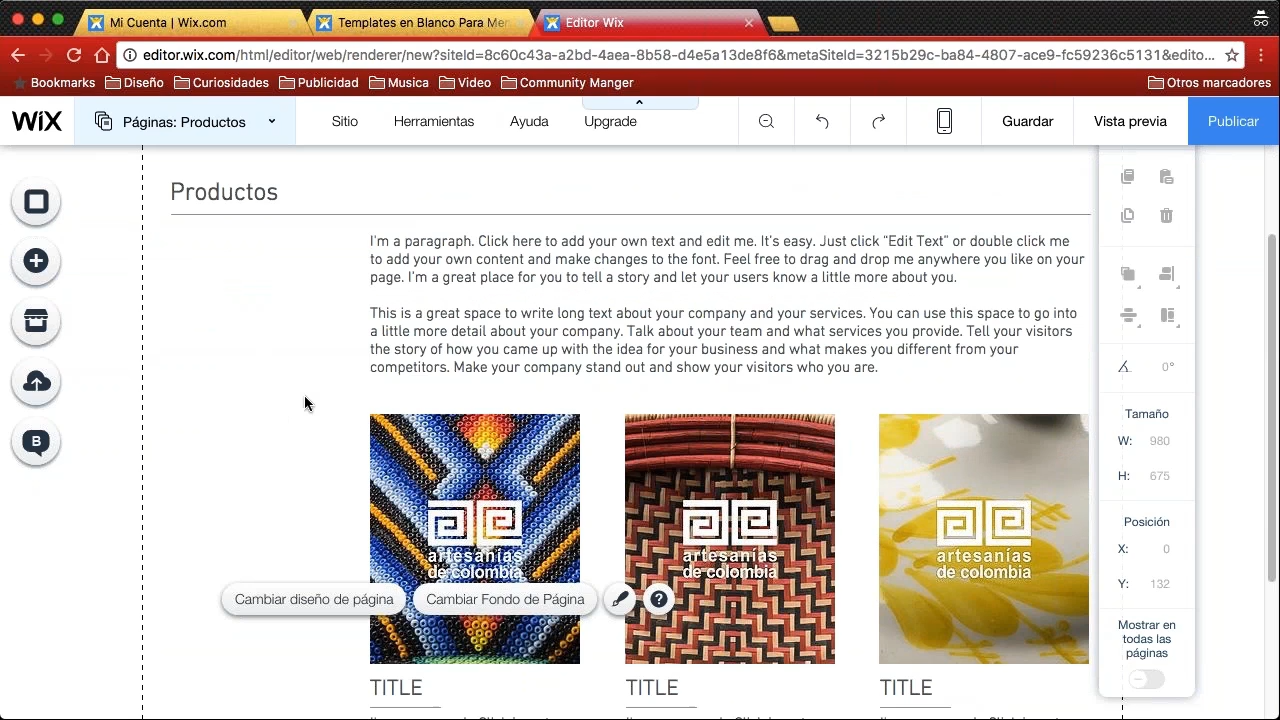 Mi Cuenta | Wix.com
Templates en Blanco Para Mer
Editor Wix
editor.wix.com/html/editor/web/renderer/new?siteId=8c60c43a-a2bd-4aea-8b58-d4e5a13de8f6&metaSiteId=3215b29c-ba84-4807-ace9-fc59236c5131&edito...
Bookmarks Diseño Curiosidades Publicidad Musica Video Community Manger Otros marcadores
WiX Páginas: Productos Sitio Herramientas Ayuda Upgrade Guardar Vista previa Publicar
Productos
I'm a paragraph. Click here to add your own text and edit me. It's easy. Just click "Edit Text" or double click me
to add your own content and make changes to the font. Feel free to drag and drop me anywhere you like on your
page. I'm a great place for you to tell a story and let your users know a little more about you.
This is a great space to write long text about your company and your services. You can use this space to go into
a little more detail about your company. Talk about your team and what services you provide. Tell your visitors
the story of how you came up with the idea for your business and what makes you different from your
competitors. Make your company stand out and show your visitors who you are.
artesanías
de colombia
artesanías
de colombia
artesanías
de colombia
Cambiar diseño de página
Cambiar Fondo de Página
?
TITLE
TITLE
TITLE
B
0°
Tamaño
W: 980
H: 675
Posición
X: 0
Y: 132
Mostrar en
todas las
páginas